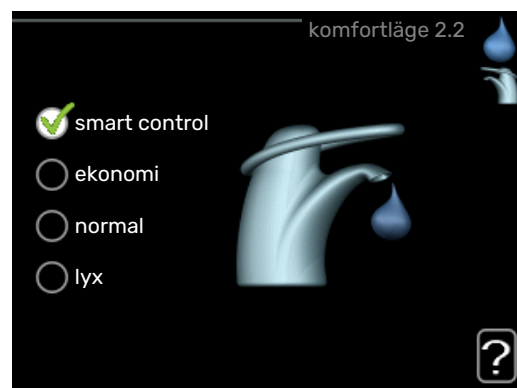 komfortläge 2.2
smart control
ekonomi
normal
lyx
?